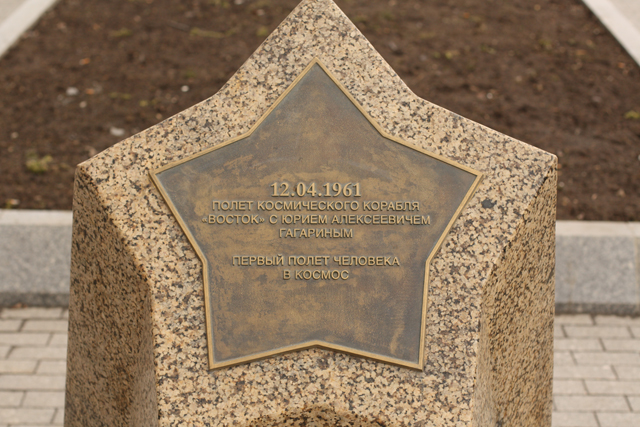 12.04.1961
ПОЛЕТ КОСМИЧЕСКОГО КОРАБЛЯ
«ВОСТОК» С ЮРИЕМ АЛЕКСЕЕВИЧЕМ
ГАГАРИНЫМ
ПЕРВЫЙ ПОЛЕТ ЧЕЛОВЕКА
В КОСМОС